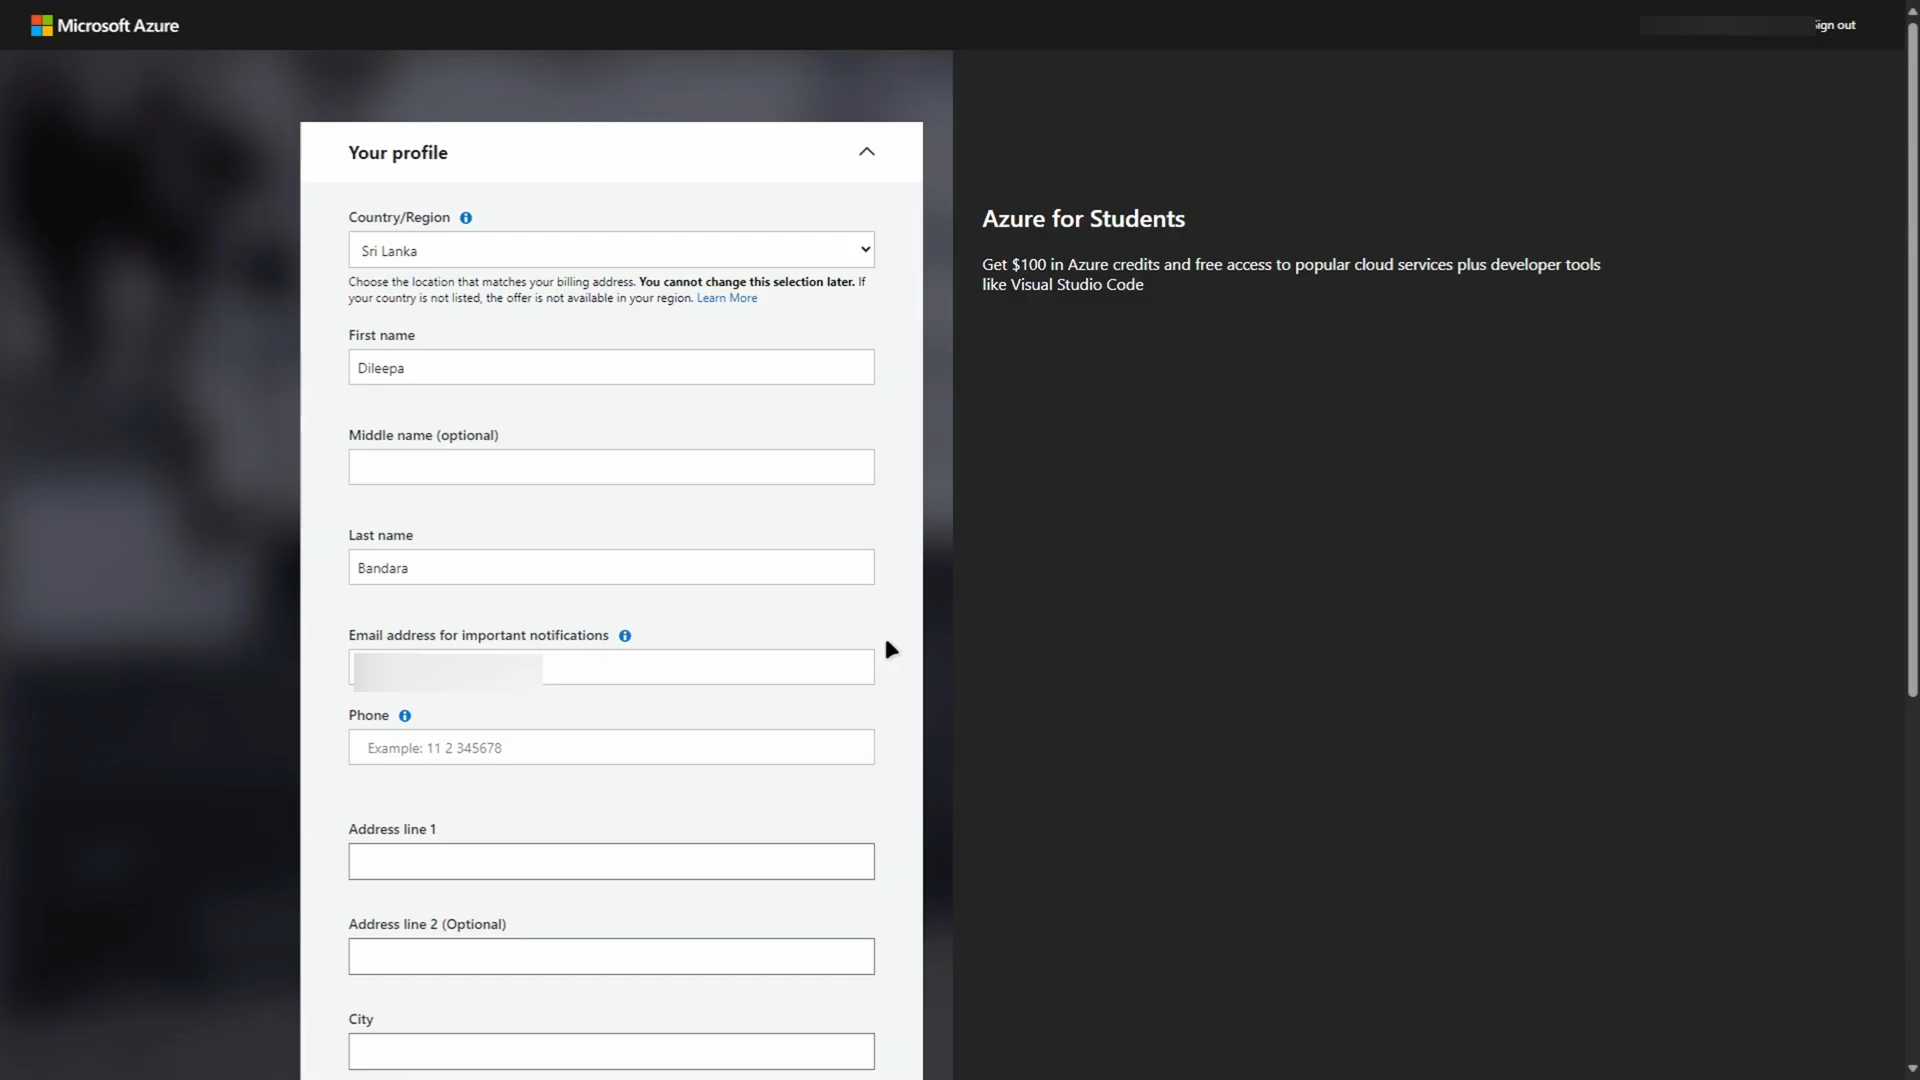 Microsoft Azure
ign out
Your profile
Country/Region
Sri Lanka
Choose the location that matches your billing address. You cannot change this selection later. If
your country is not listed, the offer is not available in your region. Learn More
First name
Dileepa
Middle name (optional)
Last name
Bandara
Email address for important notifications
Phone
Example: 11 2 345678
Address line 1
Address line 2 (Optional)
City
Azure for Students
Get $100 in Azure credits and free access to popular cloud services plus developer tools
like Visual Studio Code